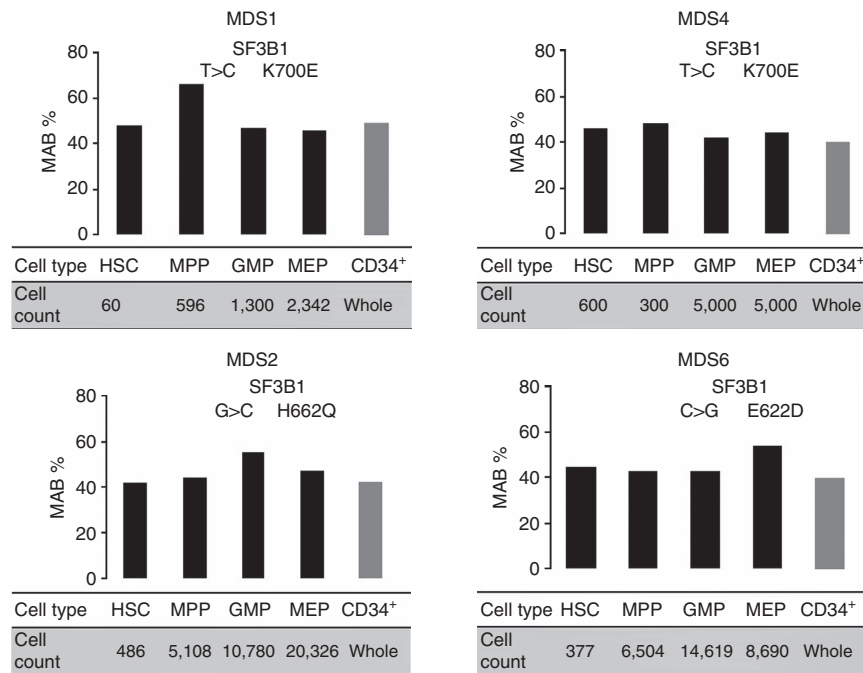 MDS1
SF3B1
T>C K700E
80
60
40
20
0
MAB %
Cell type HSC MPP GMP MEP CD34+
Cell count 60 596 1,300 2,342 Whole
MDS4
SF3B1
T>C K700E
80
60
40
20
0
MAB %
Cell type HSC MPP GMP MEP CD34+
Cell count 600 300 5,000 5,000 Whole
MDS2
SF3B1
G>C H662Q
80
60
40
20
0
MAB %
Cell type HSC MPP GMP MEP CD34+
Cell count 486 5,108 10,780 20,326 Whole
MDS6
SF3B1
C>G E622D
80
60
40
20
0
MAB %
Cell type HSC MPP GMP MEP CD34+
Cell count 377 6,504 14,619 8,690 Whole